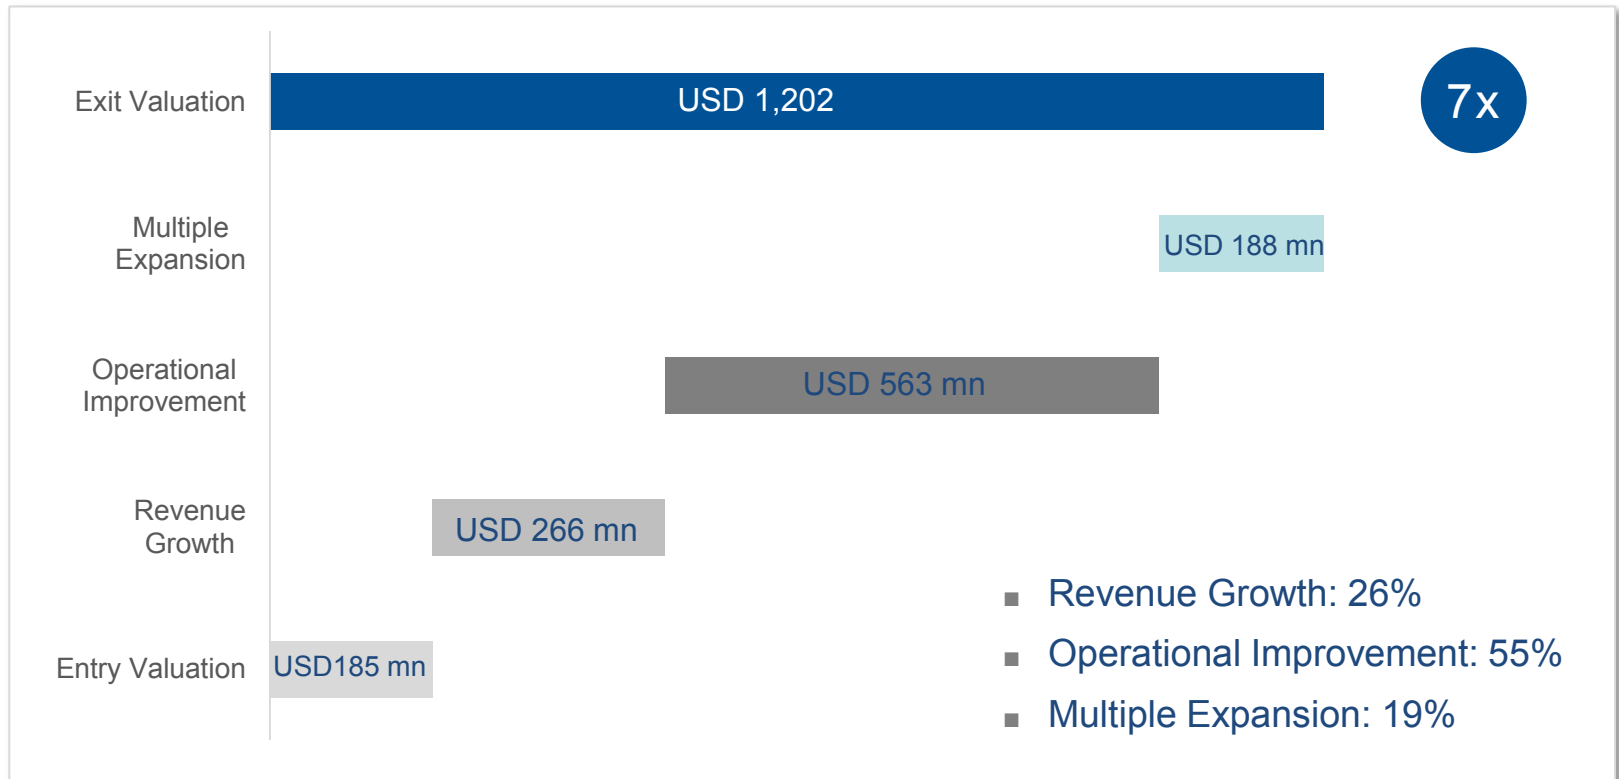 Exit Valuation
USD 1,202
7x
Multiple
Expansion
USD 188 mn
Operational
Improvement
USD 563 mn
Revenue
Growth
USD 266 mn
Entry Valuation
USD185 mn
■ Revenue Growth: 26%
■ Operational Improvement: 55%
■ Multiple Expansion: 19%